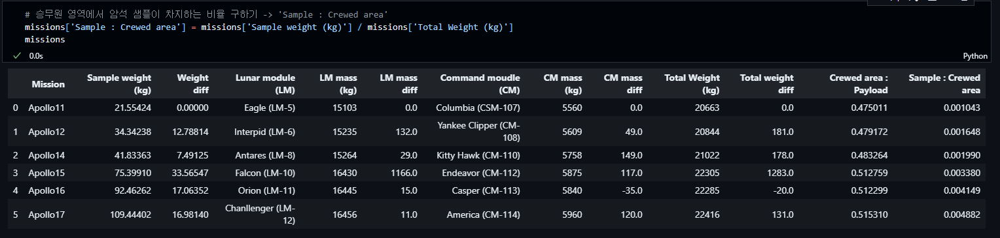 # 승무원 영역에서 암석 샘플이 차지하는 비율 구하기 -> 'Sample : Crewed area'
missions['Sample : Crewed area'] = missions['Sample weight (kg)'] / missions['Total Weight (kg)']
missions
0.0s
Python
Mission Sample weight (kg) Weight diff Lunar module (LM) LM mass (kg) LM mass diff Command moudle (CM) CM mass (kg) CM mass diff Total Weight (kg) Total weight diff Crewed area : Payload Sample : Crewed area
0 Apollo11 21.55424 0.00000 Eagle (LM-5) 15103 0.0 Columbia (CSM-107) 5560 0.0 20663 0.0 0.475011 0.001043
1 Apollo12 34.34238 12.78814 Interpid (LM-6) 15235 132.0 Yankee Clipper (CM-108) 5609 49.0 20844 181.0 0.479172 0.001648
2 Apollo14 41.83363 7.49125 Antares (LM-8) 15264 29.0 Kitty Hawk (CM-110) 5758 149.0 21022 178.0 0.483264 0.001990
3 Apollo15 75.39910 33.56547 Falcon (LM-10) 16430 1166.0 Endeavor (CM-112) 5875 117.0 22305 1283.0 0.512759 0.003380
4 Apollo16 92.46262 17.06352 Orion (LM-11) 16445 15.0 Casper (CM-113) 5840 -35.0 22285 -20.0 0.512299 0.004149
5 Apollo17 109.44402 16.98140 Chanllenger (LM-12) 16456 11.0 America (CM-114) 5960 120.0 22416 131.0 0.515310 0.004882